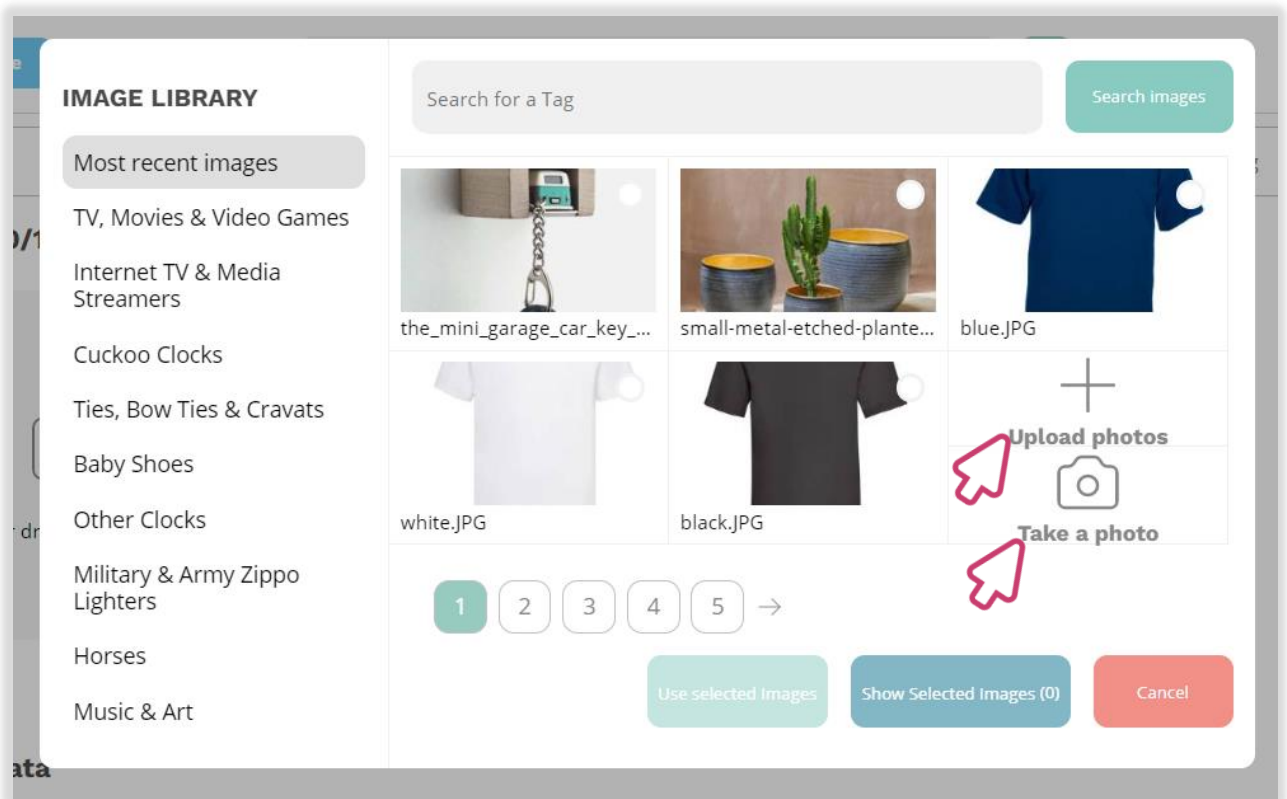 IMAGE LIBRARY
Most recent images
TV, Movies & Video Games
Internet TV & Media
Streamers
Cuckoo Clocks
Ties, Bow Ties & Cravats
Baby Shoes
Other Clocks
Military & Army Zippo
Lighters
Horses
Music & Art
Search for a Tag
Search images
the_mini_garage_car_key_...
small-metal-etched-plante...
blue.JPG
white.JPG
black.JPG
Upload photos
Take a photo
1 2 3 4 5 →
Use selected Images
Show Selected Images (0)
Cancel
ata